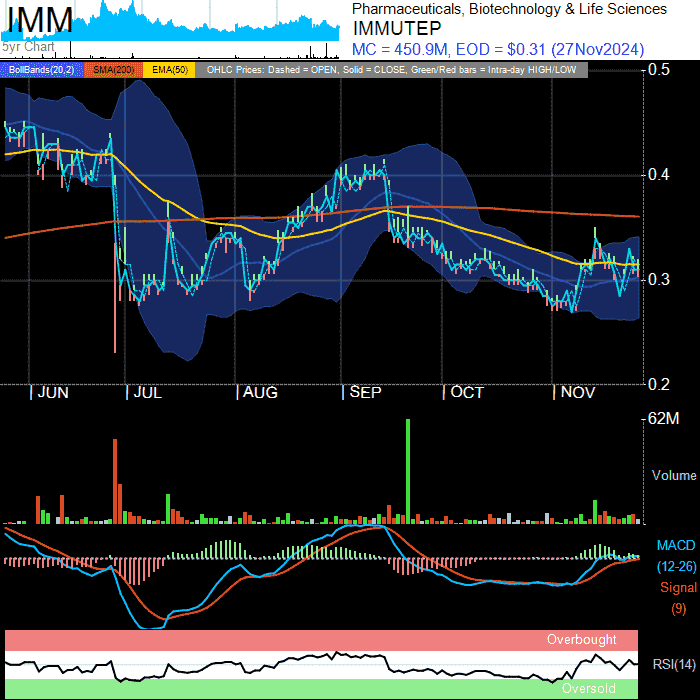 IMM
5yr Chart
Pharmaceuticals, Biotechnology & Life Sciences
IMMUTEP
MC = 450.9M, EOD = $0.31 (27Nov2024)
BollBands(20,2) SMA(200) EMA(50) OHLC Prices: Dashed = OPEN, Solid = CLOSE, Green/Red bars = Intra-day HIGH/LOW
0.5
0.4
0.3
0.2
JUN JUL AUG SEP OCT NOV
62M
Volume
MACD
(12-26)
Signal
(9)
Overbought
RSI(14)
Oversold